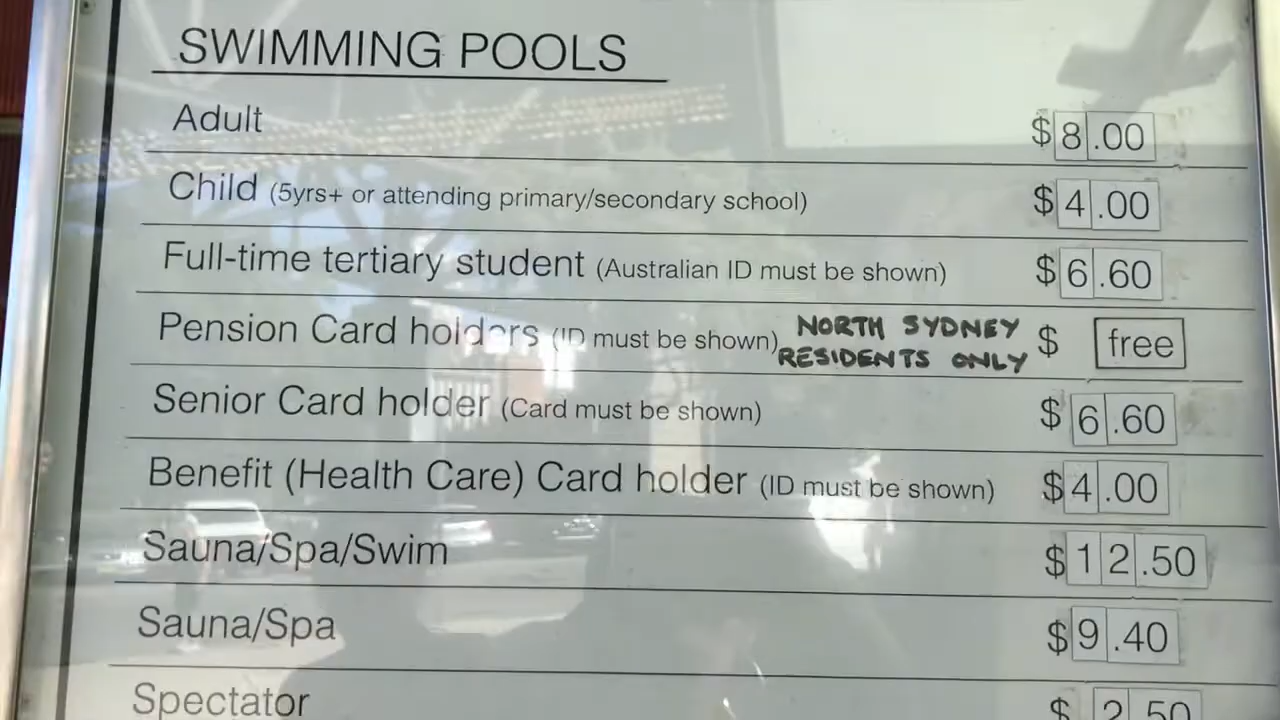 SWIMMING POOLS
Adult $8.00
Child (5yrs+ or attending primary/secondary school) $4.00
Full-time tertiary student (Australian ID must be shown) $6.60
Pension Card holders (ID must be shown) NORTH SYDNEY RESIDENTS ONLY $ free
Senior Card holder (Card must be shown) $6.60
Benefit (Health Care) Card holder (ID must be shown) $4.00
Sauna/Spa/Swim $12.50
Sauna/Spa $9.40
Spectator $2.50